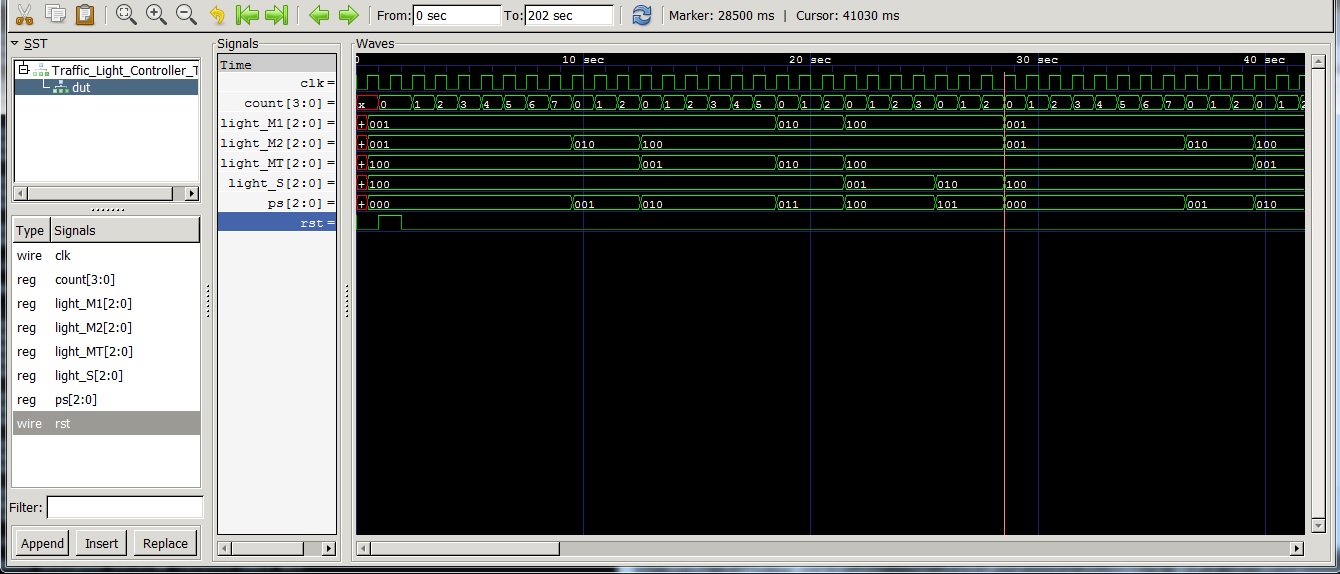 From: 0 sec To: 202 sec Marker: 28500 ms | Cursor: 41030 ms
SST
Traffic_Light_Controller_T
dut
Type Signals
wire clk
reg count[3:0]
reg light_M1[2:0]
reg light_M2[2:0]
reg light_MT[2:0]
reg light_S[2:0]
reg ps[2:0]
wire rst
Filter:
Append Insert Replace
Signals
Time
clk =
count[3:0] =
light_M1[2:0] =
light_M2[2:0] =
light_MT[2:0] =
light_S[2:0] =
ps[2:0] =
rst =
Waves
0 10 sec 20 sec 30 sec 40 sec
x 0 1 2 3 4 5 6 7 0 1 2 0 1 2 3 4 5 0 1 2 0 1 2 3 0 1 2 0 1 2 3 4 5 6 7 0 1 2 0 1 2
+ 001 010 100 001
+ 001 010 100 001 010 100
+ 100 001 010 100 001
+ 100 001 010 100
+ 000 001 010 011 100 101 000 001 010